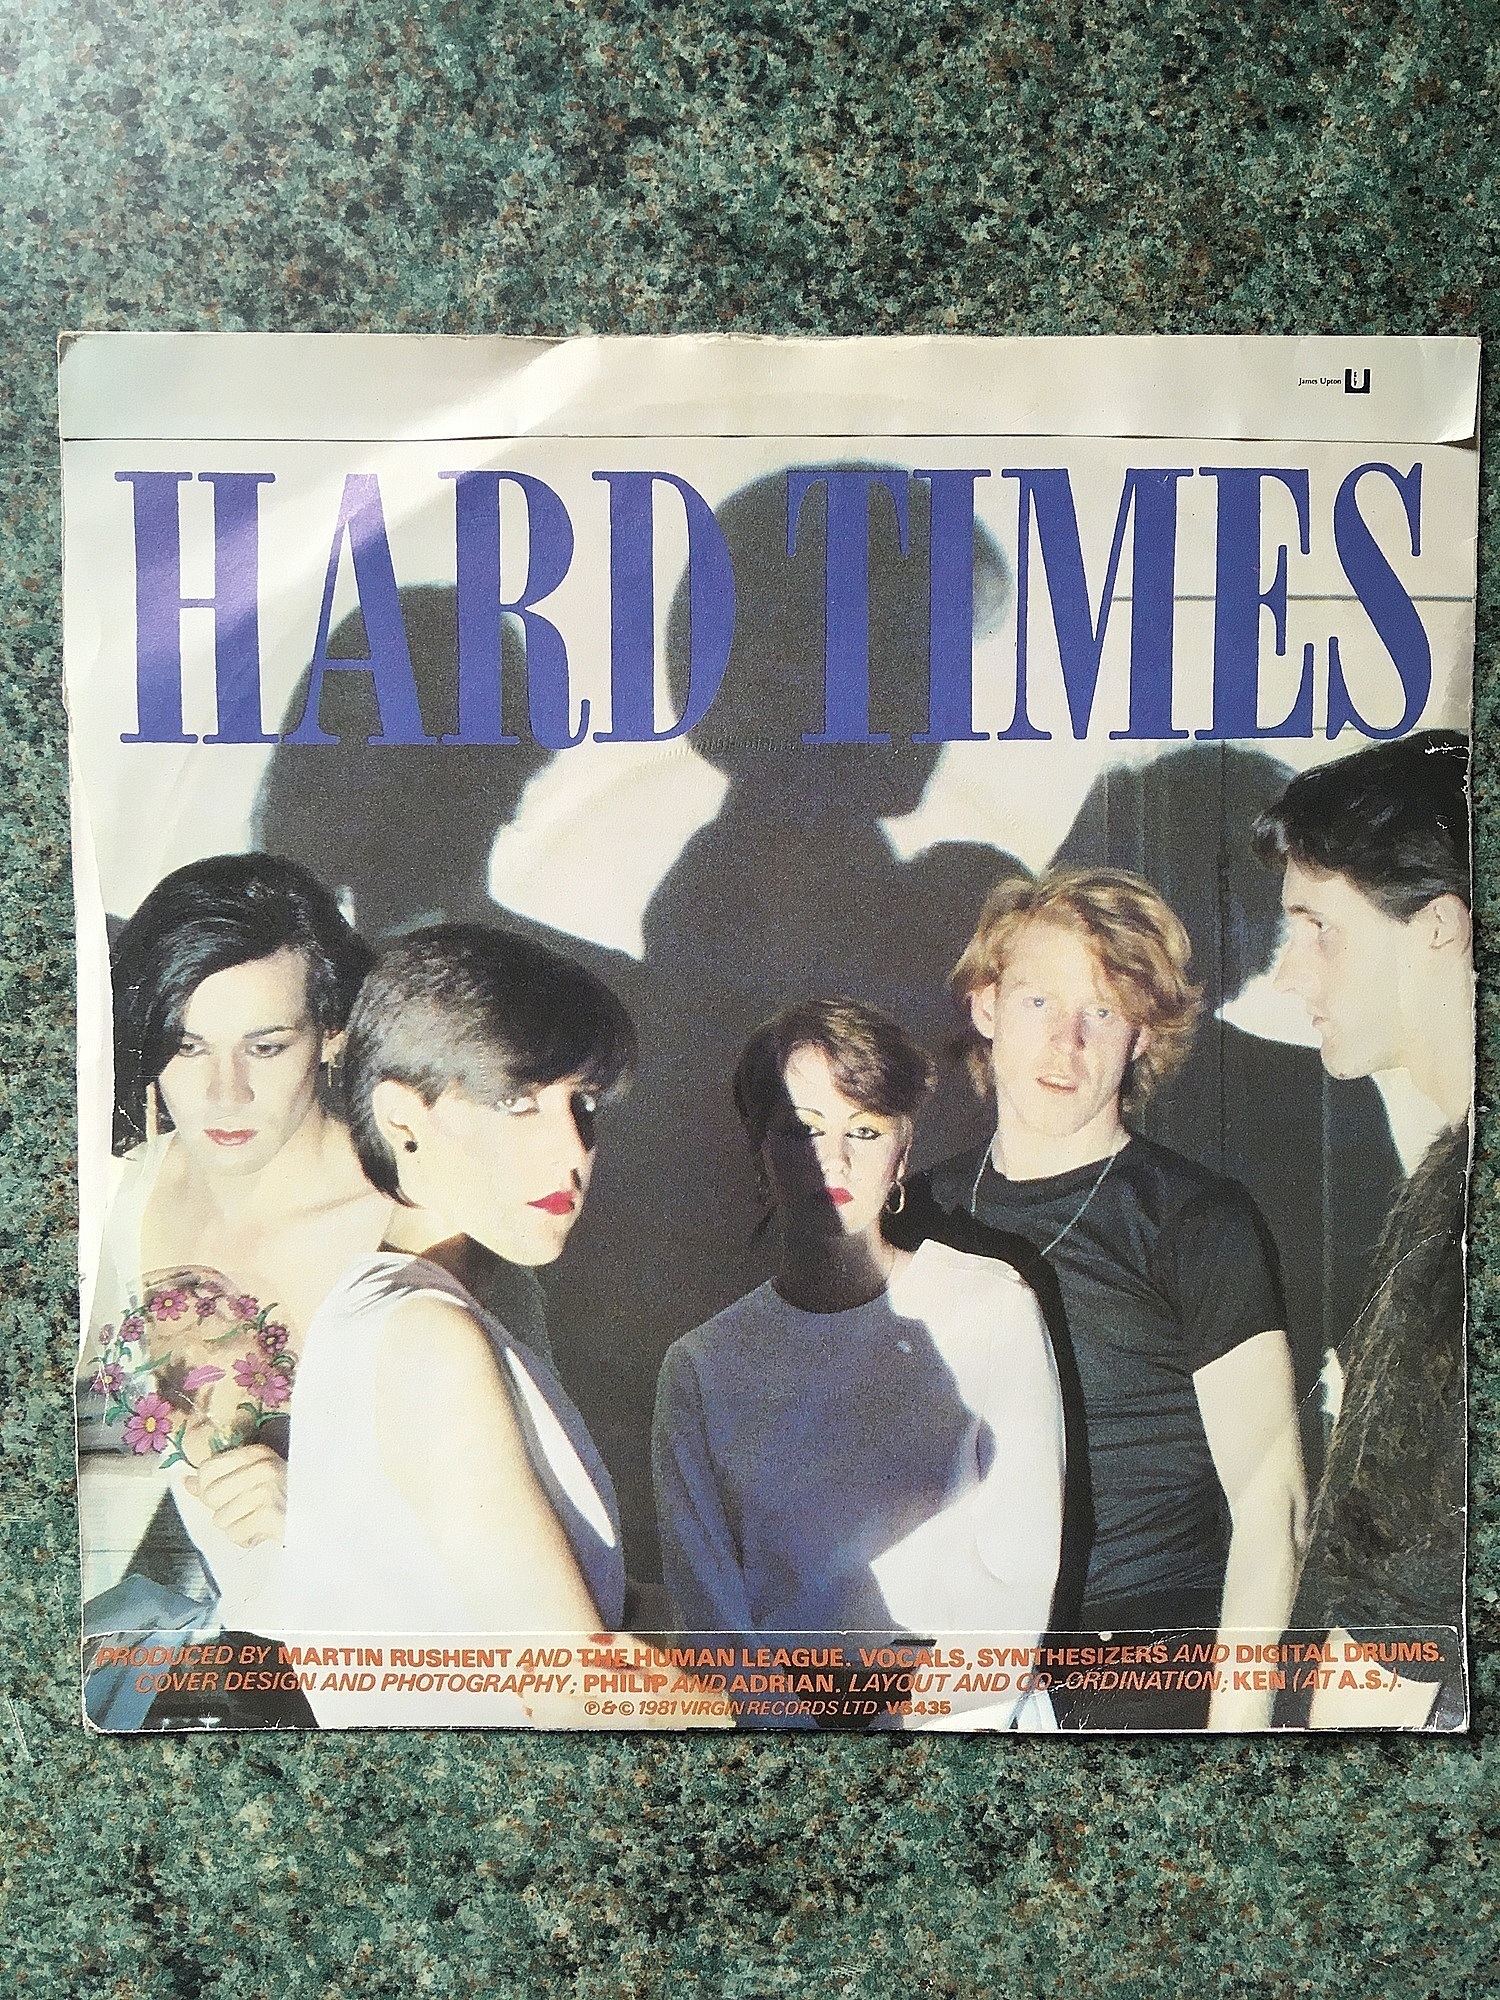 James Upton U
HARD TIMES
PRODUCED BY MARTIN RUSHENT AND THE HUMAN LEAGUE. VOCALS, SYNTHESIZERS AND DIGITAL DRUMS.
COVER DESIGN AND PHOTOGRAPHY; PHILIP AND ADRIAN. LAYOUT AND CO-ORDINATION; KEN (AT A.S.).
℗ & © 1981 VIRGIN RECORDS LTD. VS435